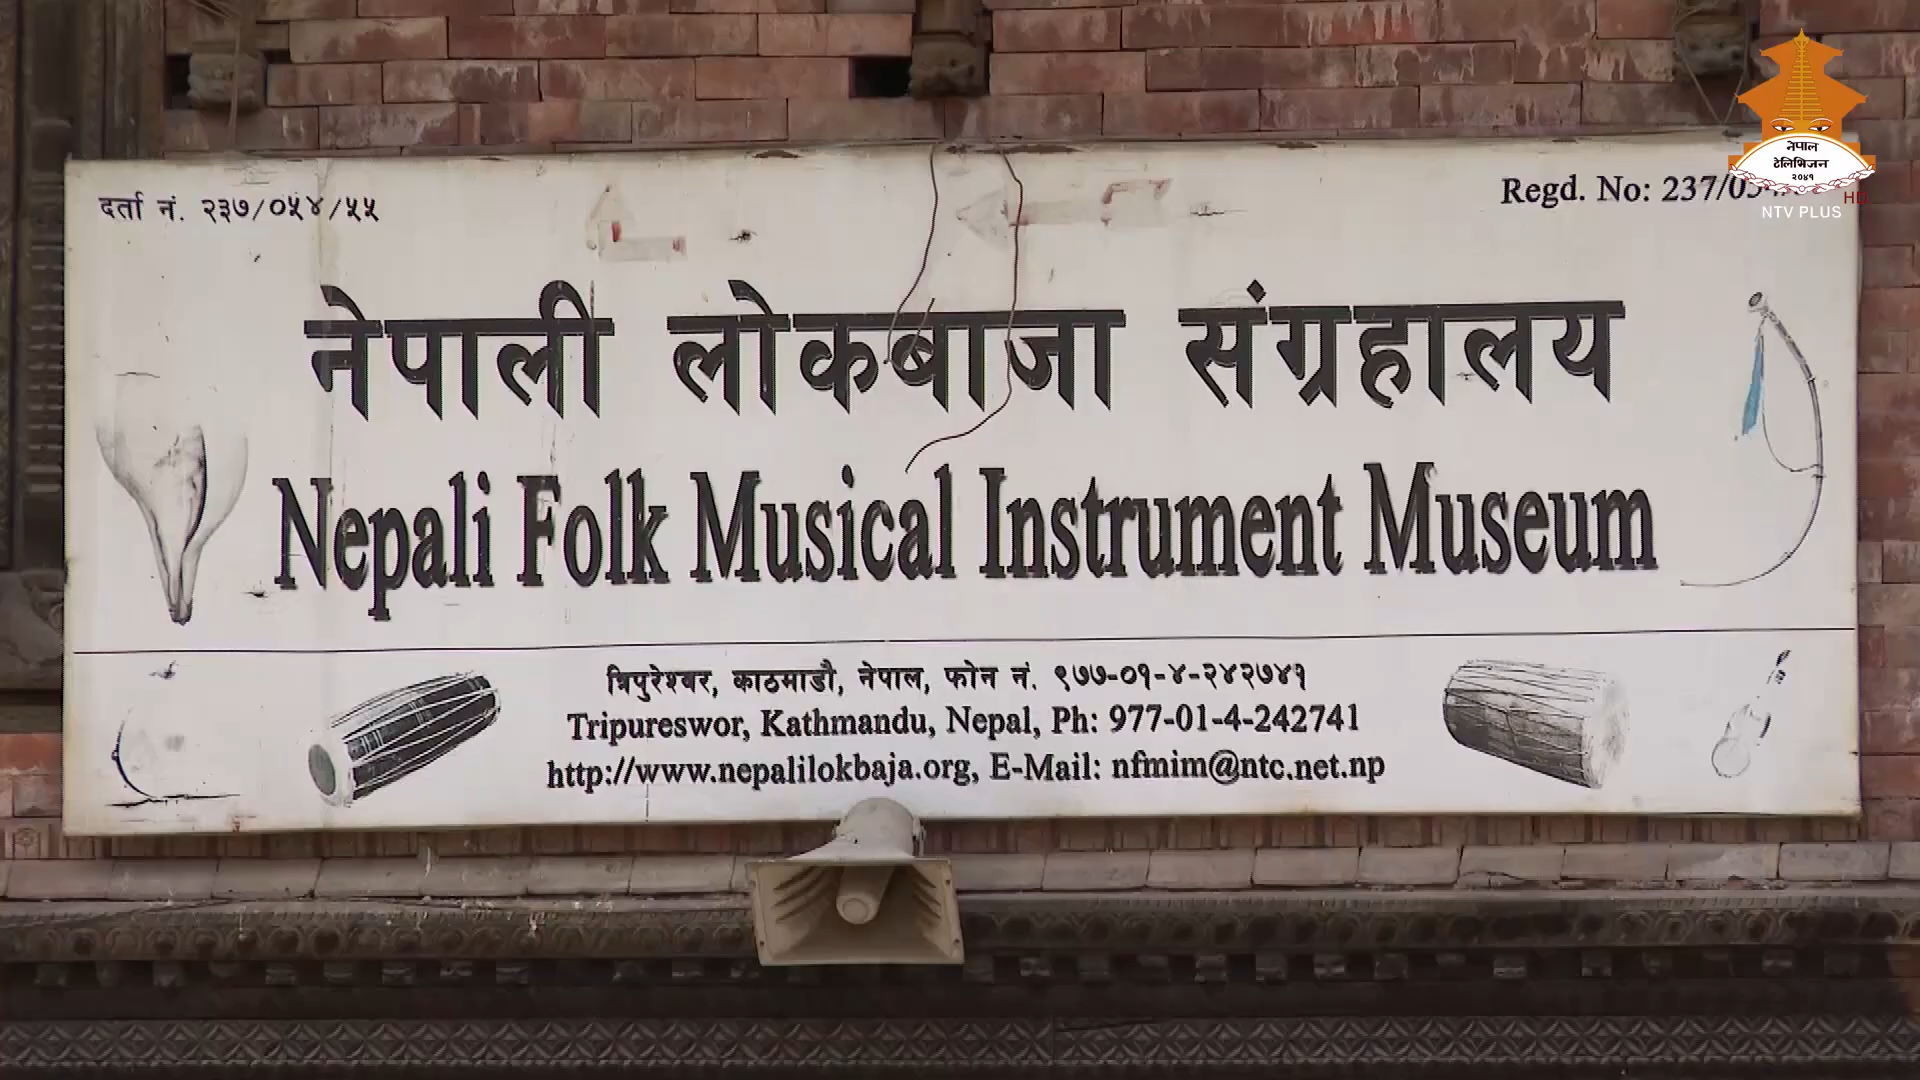 दर्ता नं. २३७/०५४/५५
Regd. No: 237/05
नेपाली लोकबाजा संग्रहालय
Nepali Folk Musical Instrument Museum
त्रिपुरेश्वर, काठमाडौं, नेपाल, फोन नं. ९७७-०१-४-२४२७४१
Tripureswor, Kathmandu, Nepal, Ph: 977-01-4-242741
http://www.nepalilokbaja.org, E-Mail: nfmim@ntc.net.np
नेपाल
टेलिभिजन
२०४१
HD
NTV PLUS